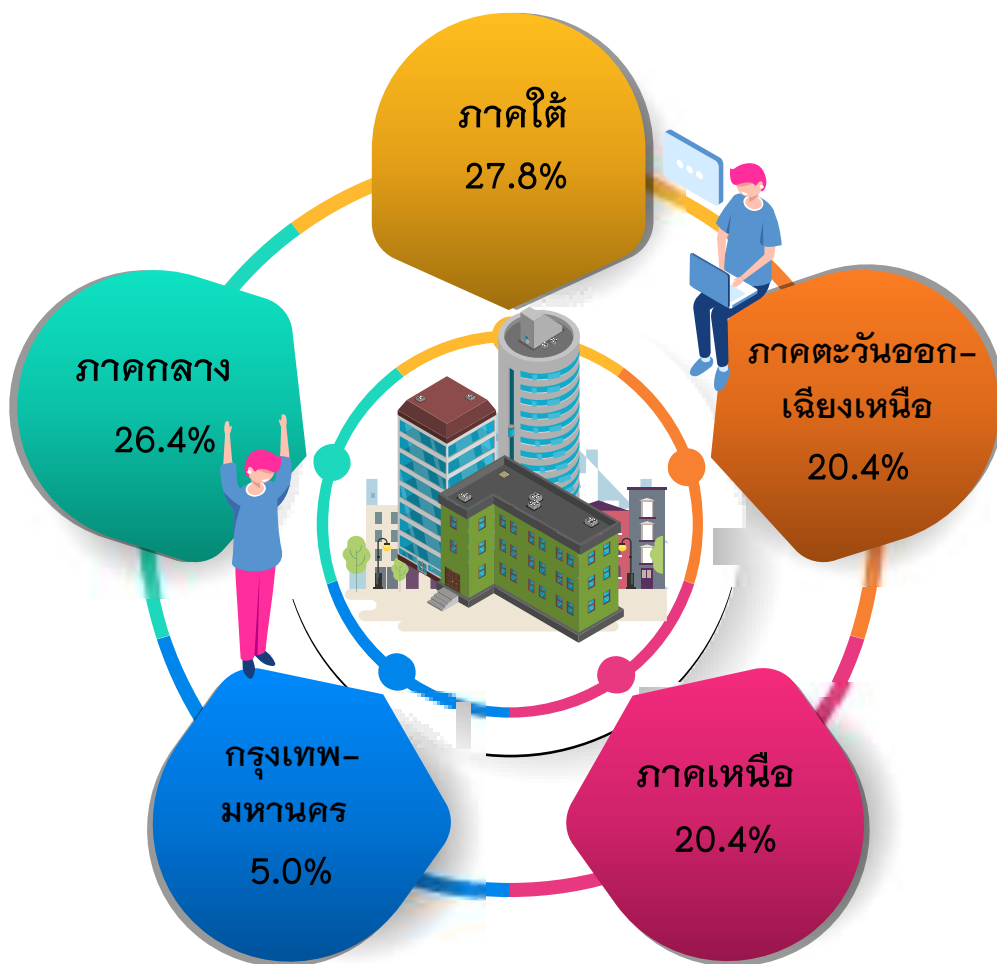 ภาคใต้
27.8%
ภาคตะวันออก-
เฉียงเหนือ
20.4%
ภาคกลาง
26.4%
กรุงเทพ-
มหานคร
5.0%
ภาคเหนือ
20.4%